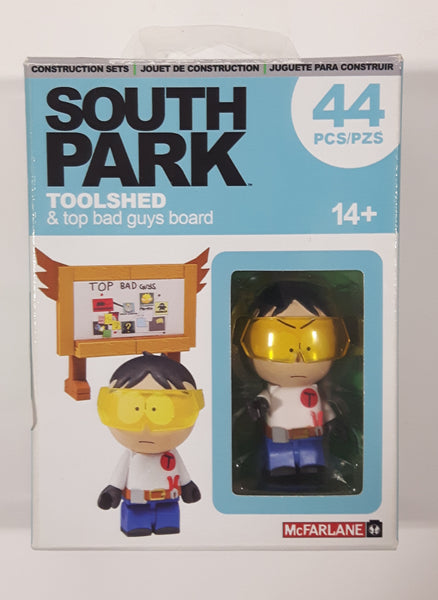 CONSTRUCTION SETS | JOUET DE CONSTRUCTION | JUGUETE PARA CONSTRUIR
SOUTH
PARK™
44
PCS/PZS
TOOLSHED
& top bad guys board
14+
TOP BAD GUYS
T
T
McFARLANE